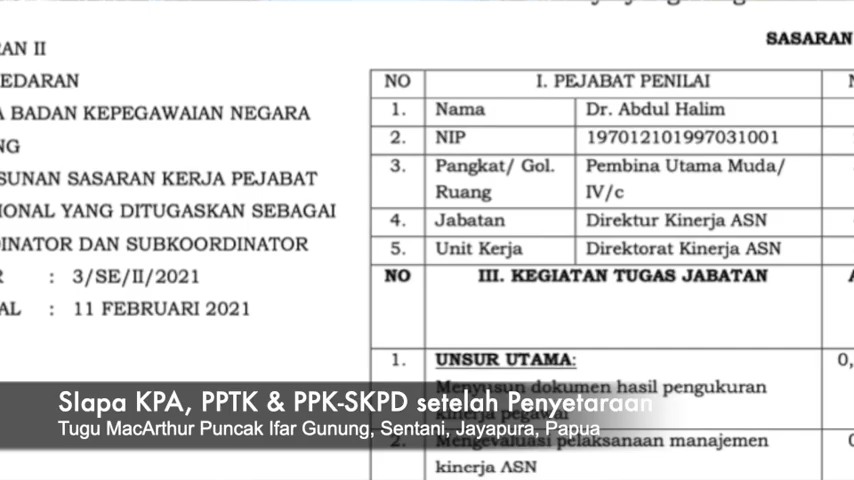 SASARAN
RAN II
EDARAN
A BADAN KEPEGAWAIAN NEGARA
NG
SUNAN SASARAN KERJA PEJABAT
IONAL YANG DITUGASKAN SEBAGAI
DINATOR DAN SUBKOORDINATOR
R : 3/SE/II/2021
AL : 11 FEBRUARI 2021
NO I. PEJABAT PENILAI N
1. Nama Dr. Abdul Halim
2. NIP 197012101997031001
3. Pangkat/ Gol. Ruang Pembina Utama Muda/ IV/c
4. Jabatan Direktur Kinerja ASN
5. Unit Kerja Direktorat Kinerja ASN
NO III. KEGIATAN TUGAS JABATAN A
1. UNSUR UTAMA: 0,
Menyusun dokumen hasil pengukuran
kinerja pegawai
2. Mengevaluasi pelaksanaan manajemen 0
kinerja ASN
SIapa KPA, PPTK & PPK-SKPD setelah Penyetaraan
Tugu MacArthur Puncak Ifar Gunung, Sentani, Jayapura, Papua